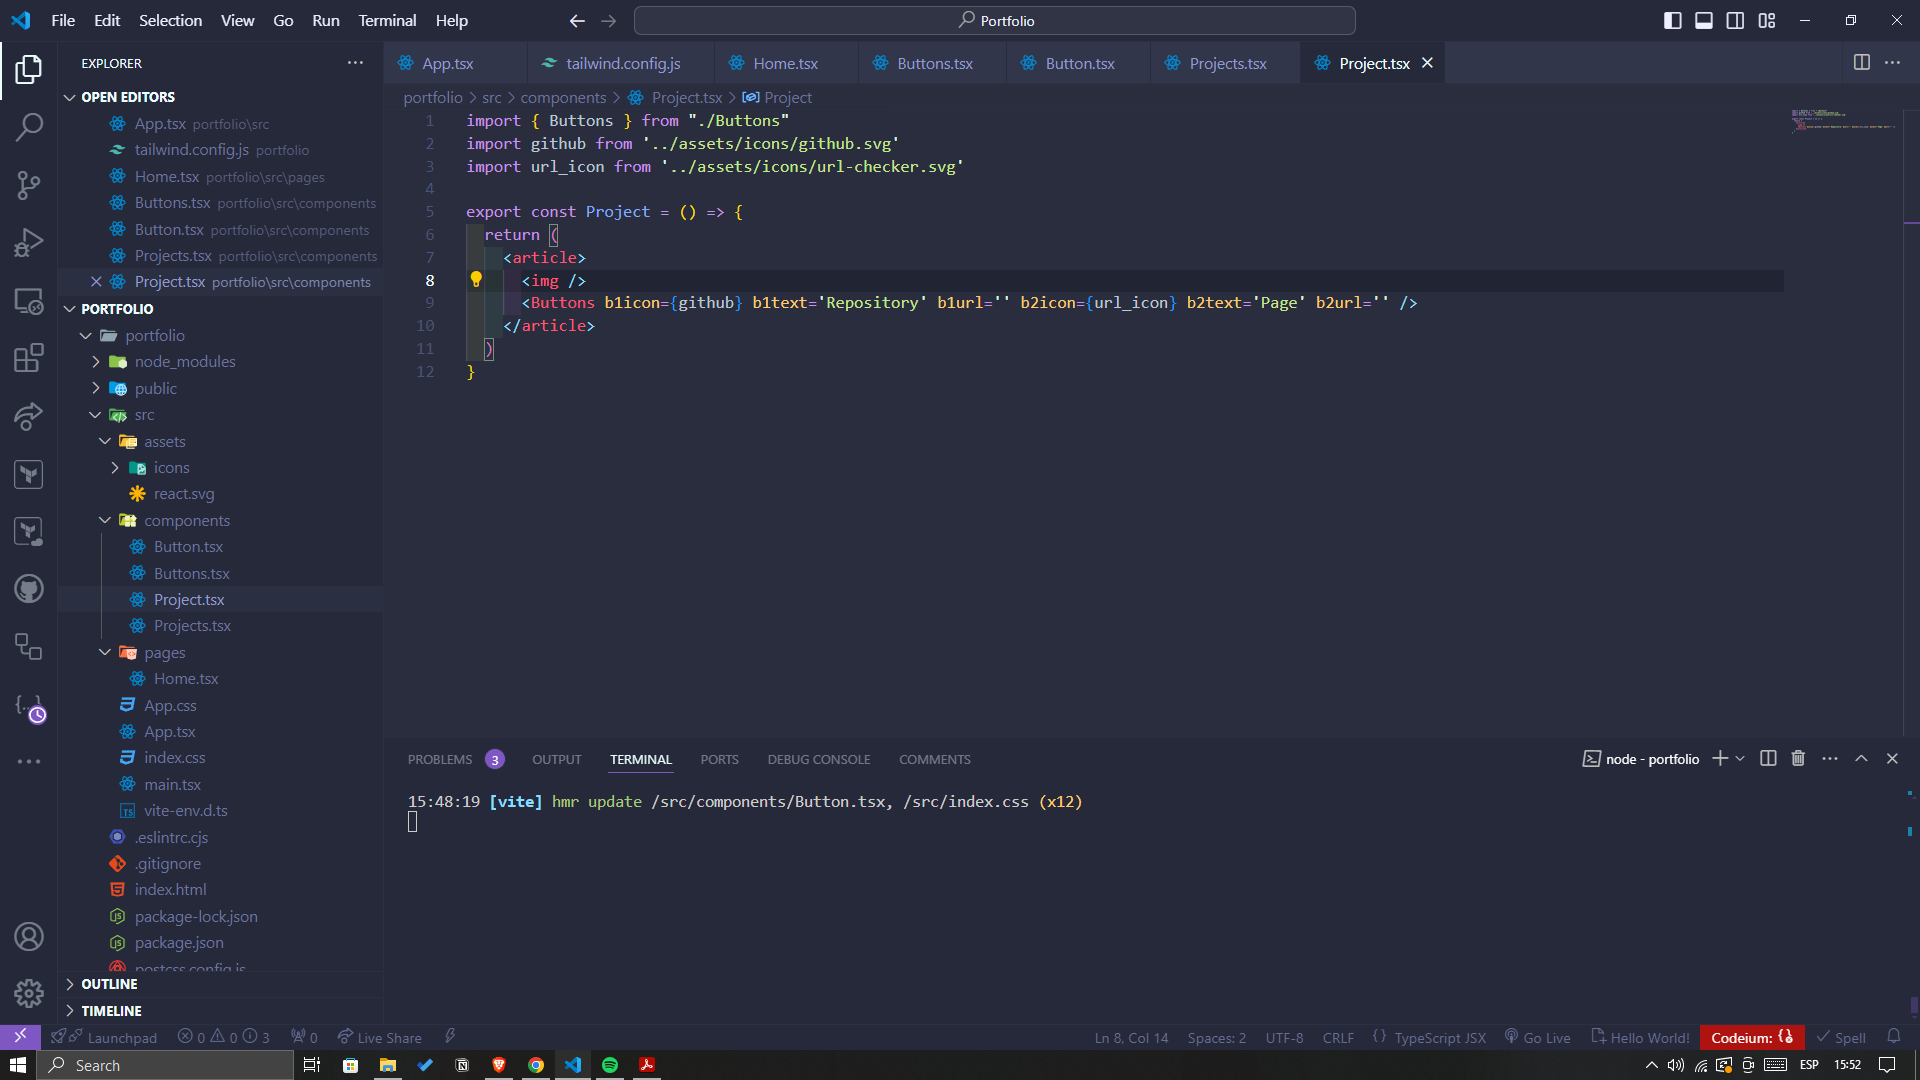 File Edit Selection View Go Run Terminal Help
Portfolio
EXPLORER
OPEN EDITORS
App.tsx portfolio\src
tailwind.config.js portfolio
Home.tsx portfolio\src\pages
Buttons.tsx portfolio\src\components
Button.tsx portfolio\src\components
Projects.tsx portfolio\src\components
Project.tsx portfolio\src\components
PORTFOLIO
portfolio
node_modules
public
src
assets
icons
react.svg
components
Button.tsx
Buttons.tsx
Project.tsx
Projects.tsx
pages
Home.tsx
App.css
App.tsx
index.css
main.tsx
vite-env.d.ts
.eslintrc.cjs
.gitignore
index.html
package-lock.json
package.json
postcss.config.js
OUTLINE
TIMELINE
App.tsx tailwind.config.js Home.tsx Buttons.tsx Button.tsx Projects.tsx Project.tsx
portfolio > src > components > Project.tsx > Project
1 import { Buttons } from "./Buttons"
2 import github from '../assets/icons/github.svg'
3 import url_icon from '../assets/icons/url-checker.svg'
4
5 export const Project = () => {
6 return (
7 <article>
8 <img />
9 <Buttons b1icon={github} b1text='Repository' b1url='' b2icon={url_icon} b2text='Page' b2url='' />
10 </article>
11 )
12 }
PROBLEMS 3 OUTPUT TERMINAL PORTS DEBUG CONSOLE COMMENTS
node - portfolio
15:48:19 [vite] hmr update /src/components/Button.tsx, /src/index.css (x12)
Launchpad 0 0 3 0 Live Share
Ln 8, Col 14 Spaces: 2 UTF-8 CRLF {} TypeScript JSX Go Live Hello World! Codeium: {} Spell
Search
ESP 15:52